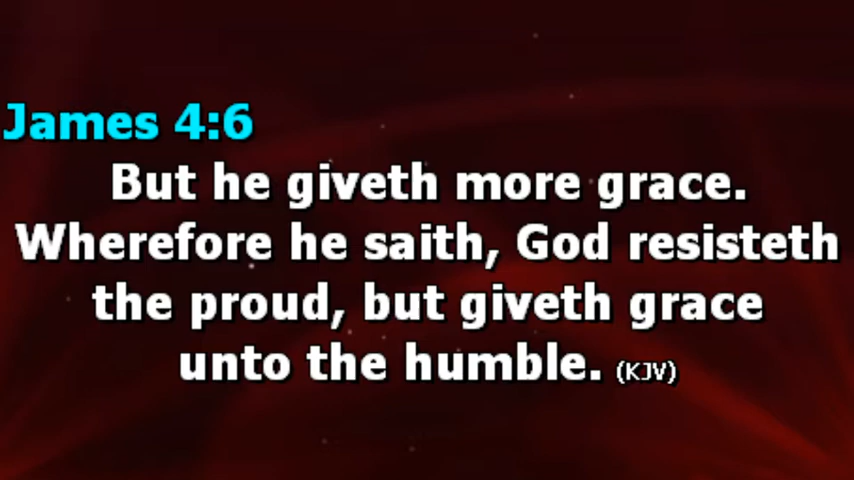 James 4:6
But he giveth more grace.
Wherefore he saith, God resisteth
the proud, but giveth grace
unto the humble. (KJV)